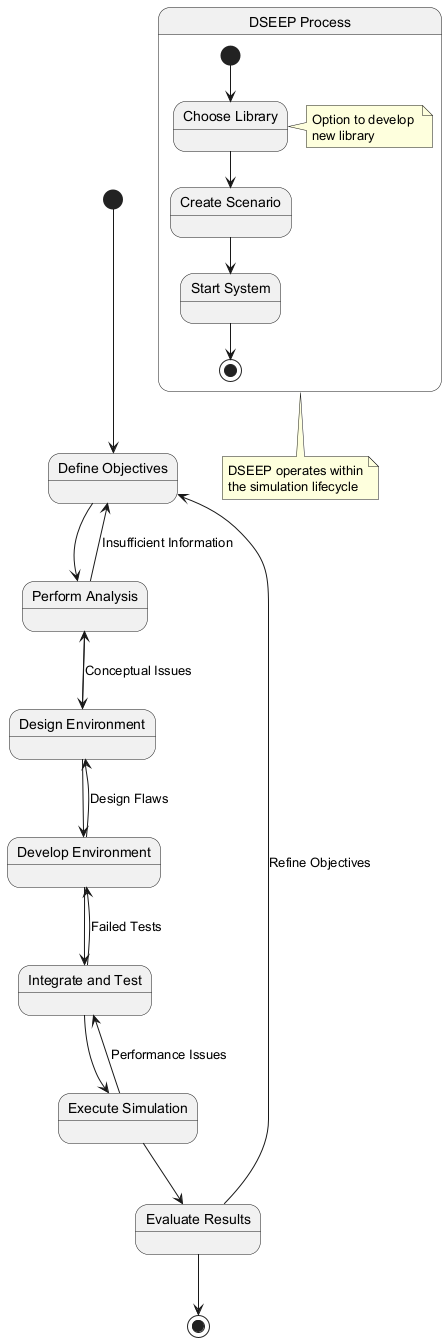 DSEEP Process
Choose Library
Option to develop
new library
Create Scenario
Start System
DSEEP operates within
the simulation lifecycle
Define Objectives
Insufficient Information
Perform Analysis
Conceptual Issues
Design Environment
Design Flaws
Develop Environment
Refine Objectives
Failed Tests
Integrate and Test
Performance Issues
Execute Simulation
Evaluate Results